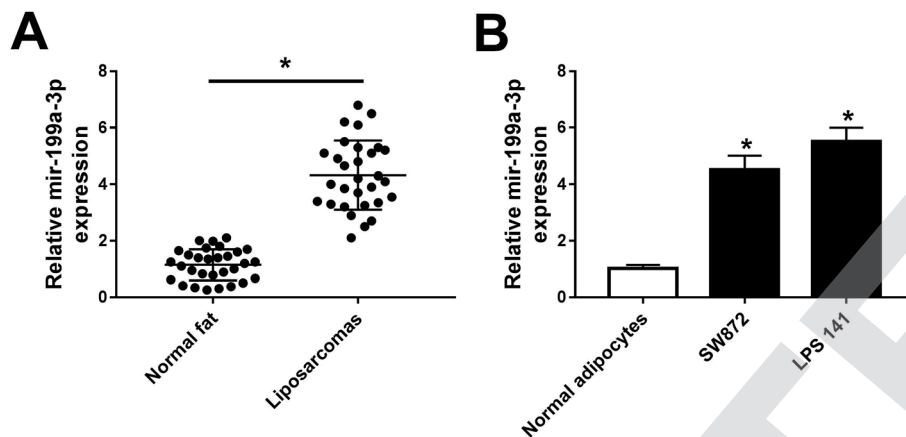 A
Relative mir-199a-3p
expression
8
6
4
2
0
*
Normal fat
Liposarcomas
B
Relative mir-199a-3p
expression
8
6
4
2
0
*
*
Normal adipocytes
SW872
LPS 141